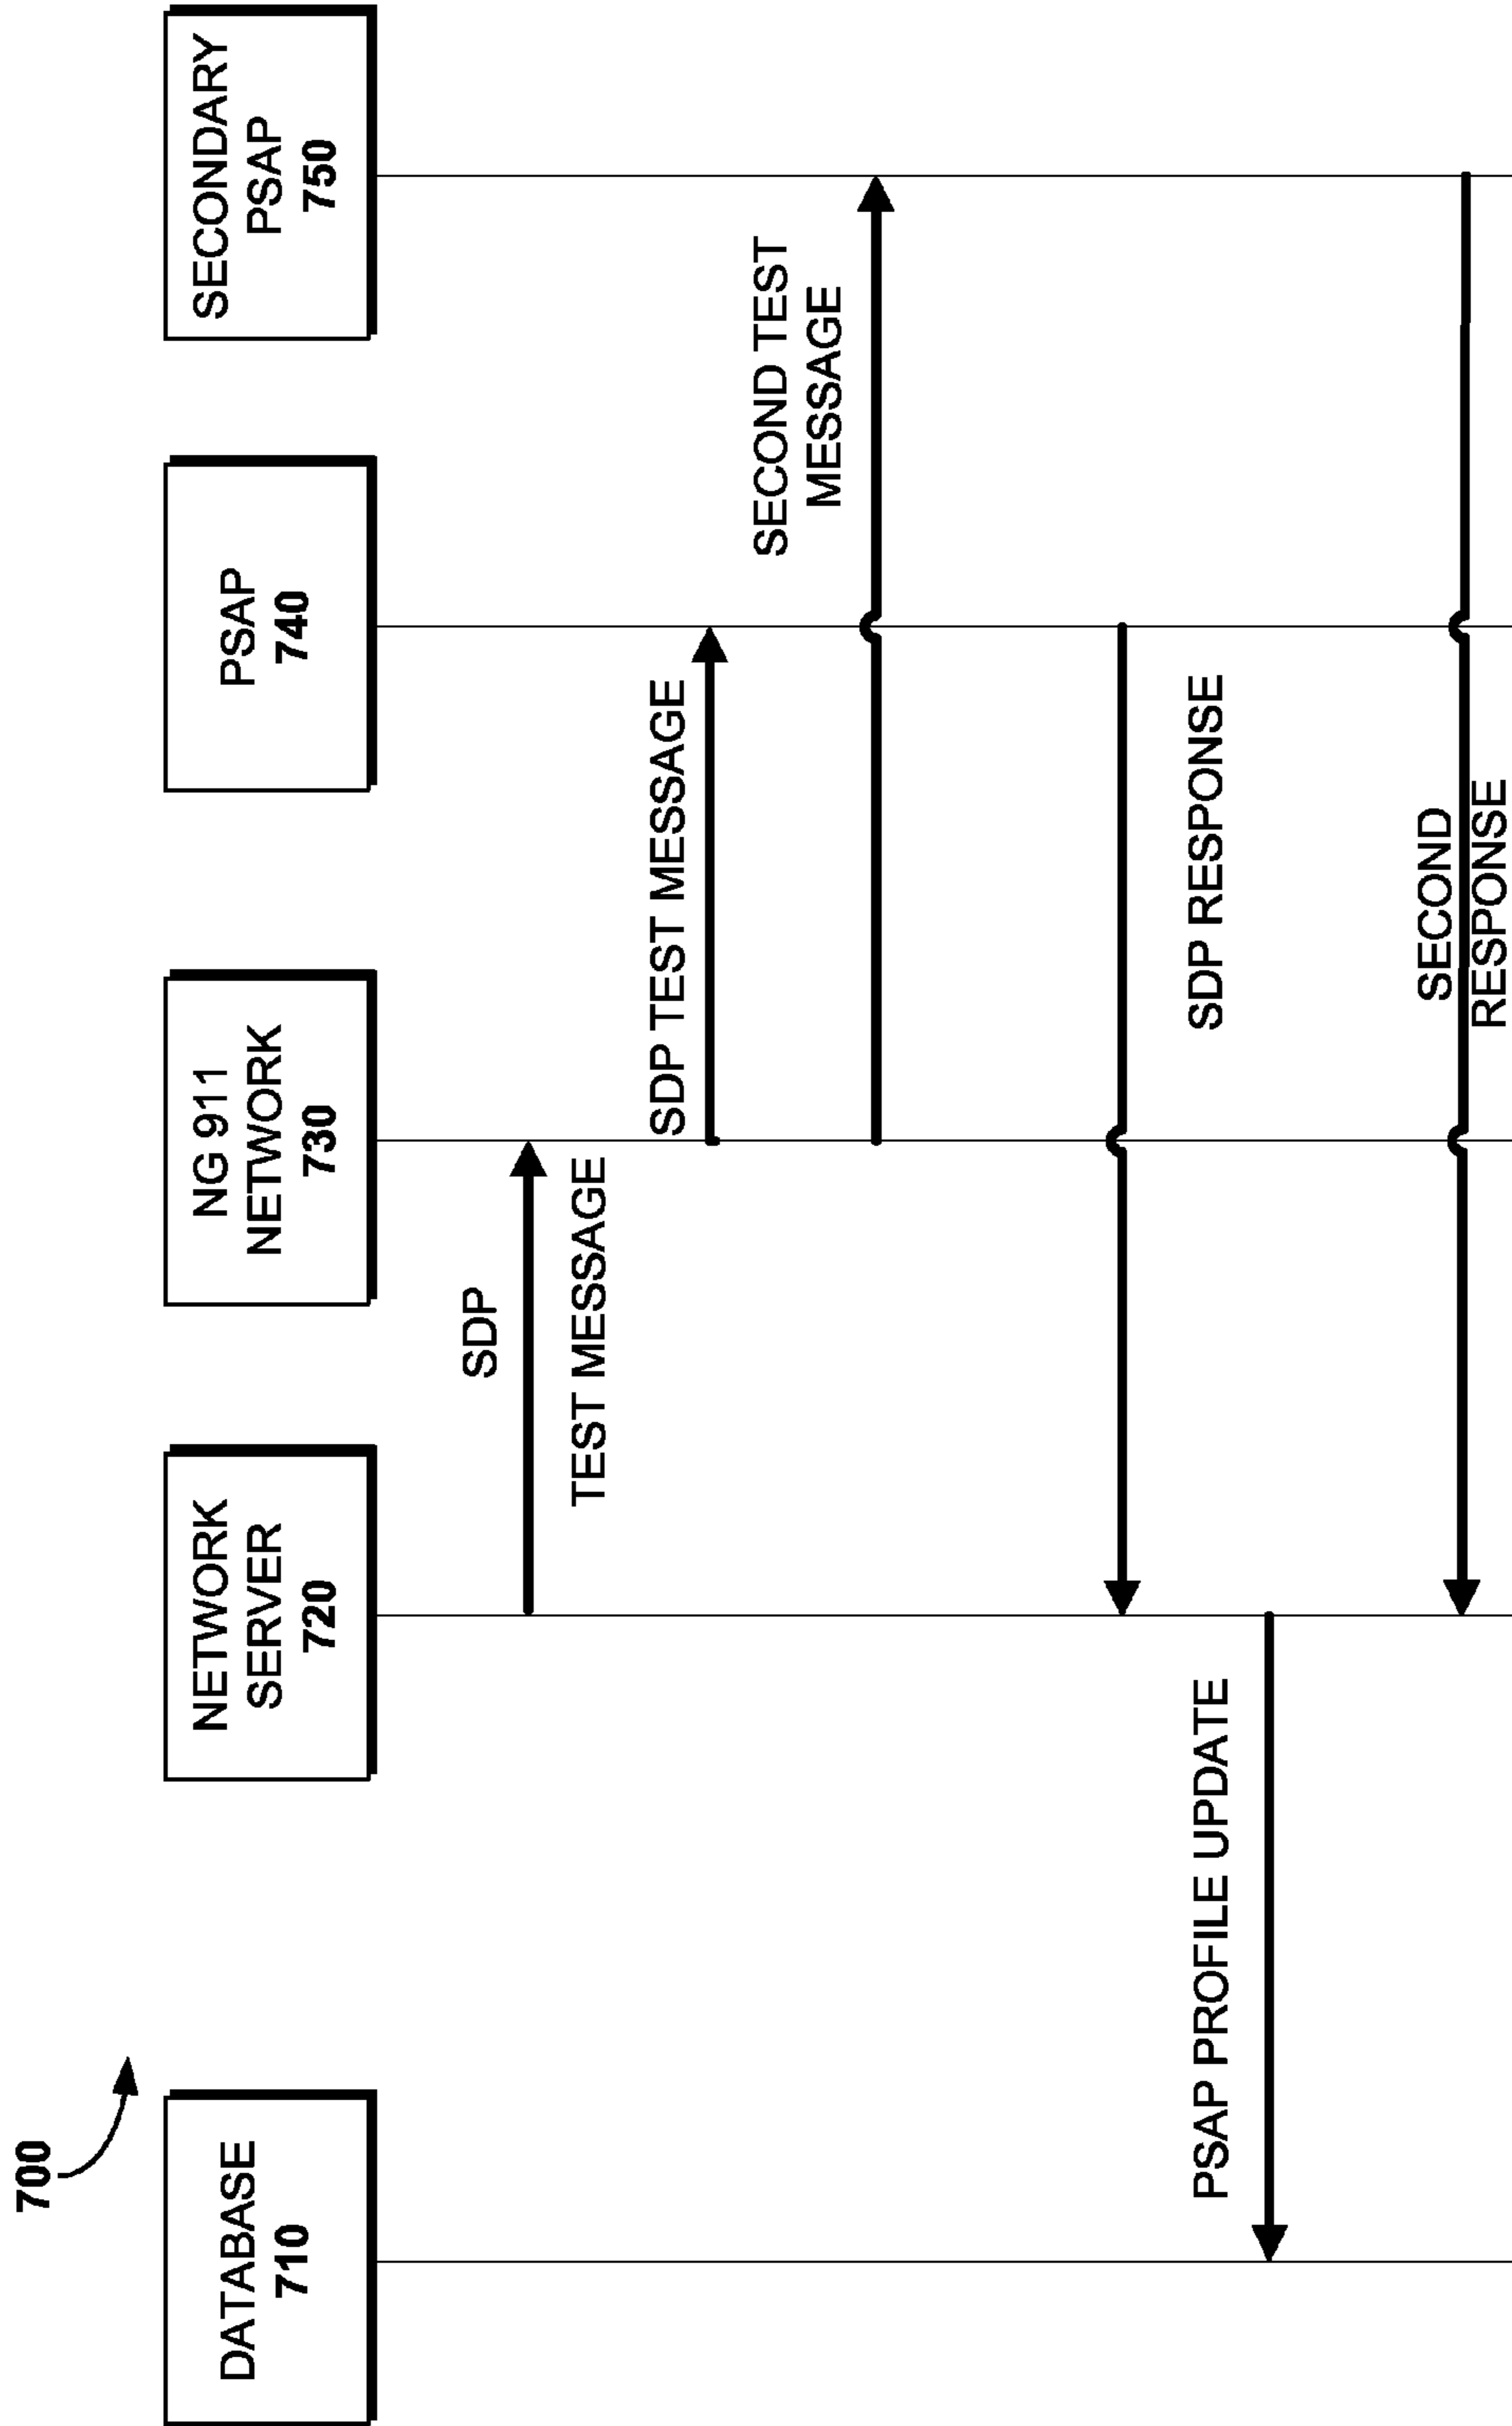 700
DATABASE
710
NETWORK
SERVER
720
NG 911
NETWORK
730
PSAP
740
SECONDARY
PSAP
750
SDP
TEST MESSAGE
SDP TEST MESSAGE
SECOND TEST
MESSAGE
SDP RESPONSE
PSAP PROFILE UPDATE
SECOND
RESPONSE